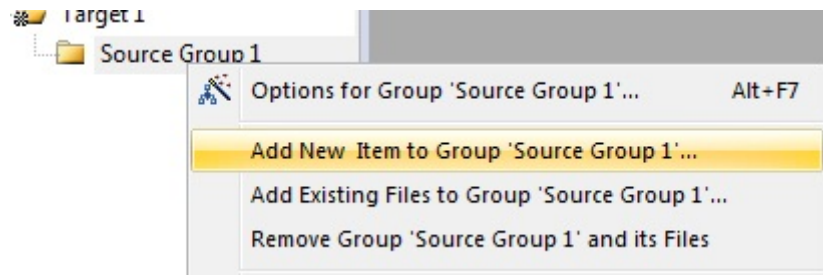 Target 1
Source Group 1
Options for Group 'Source Group 1'... Alt+F7
Add New Item to Group 'Source Group 1'...
Add Existing Files to Group 'Source Group 1'...
Remove Group 'Source Group 1' and its Files